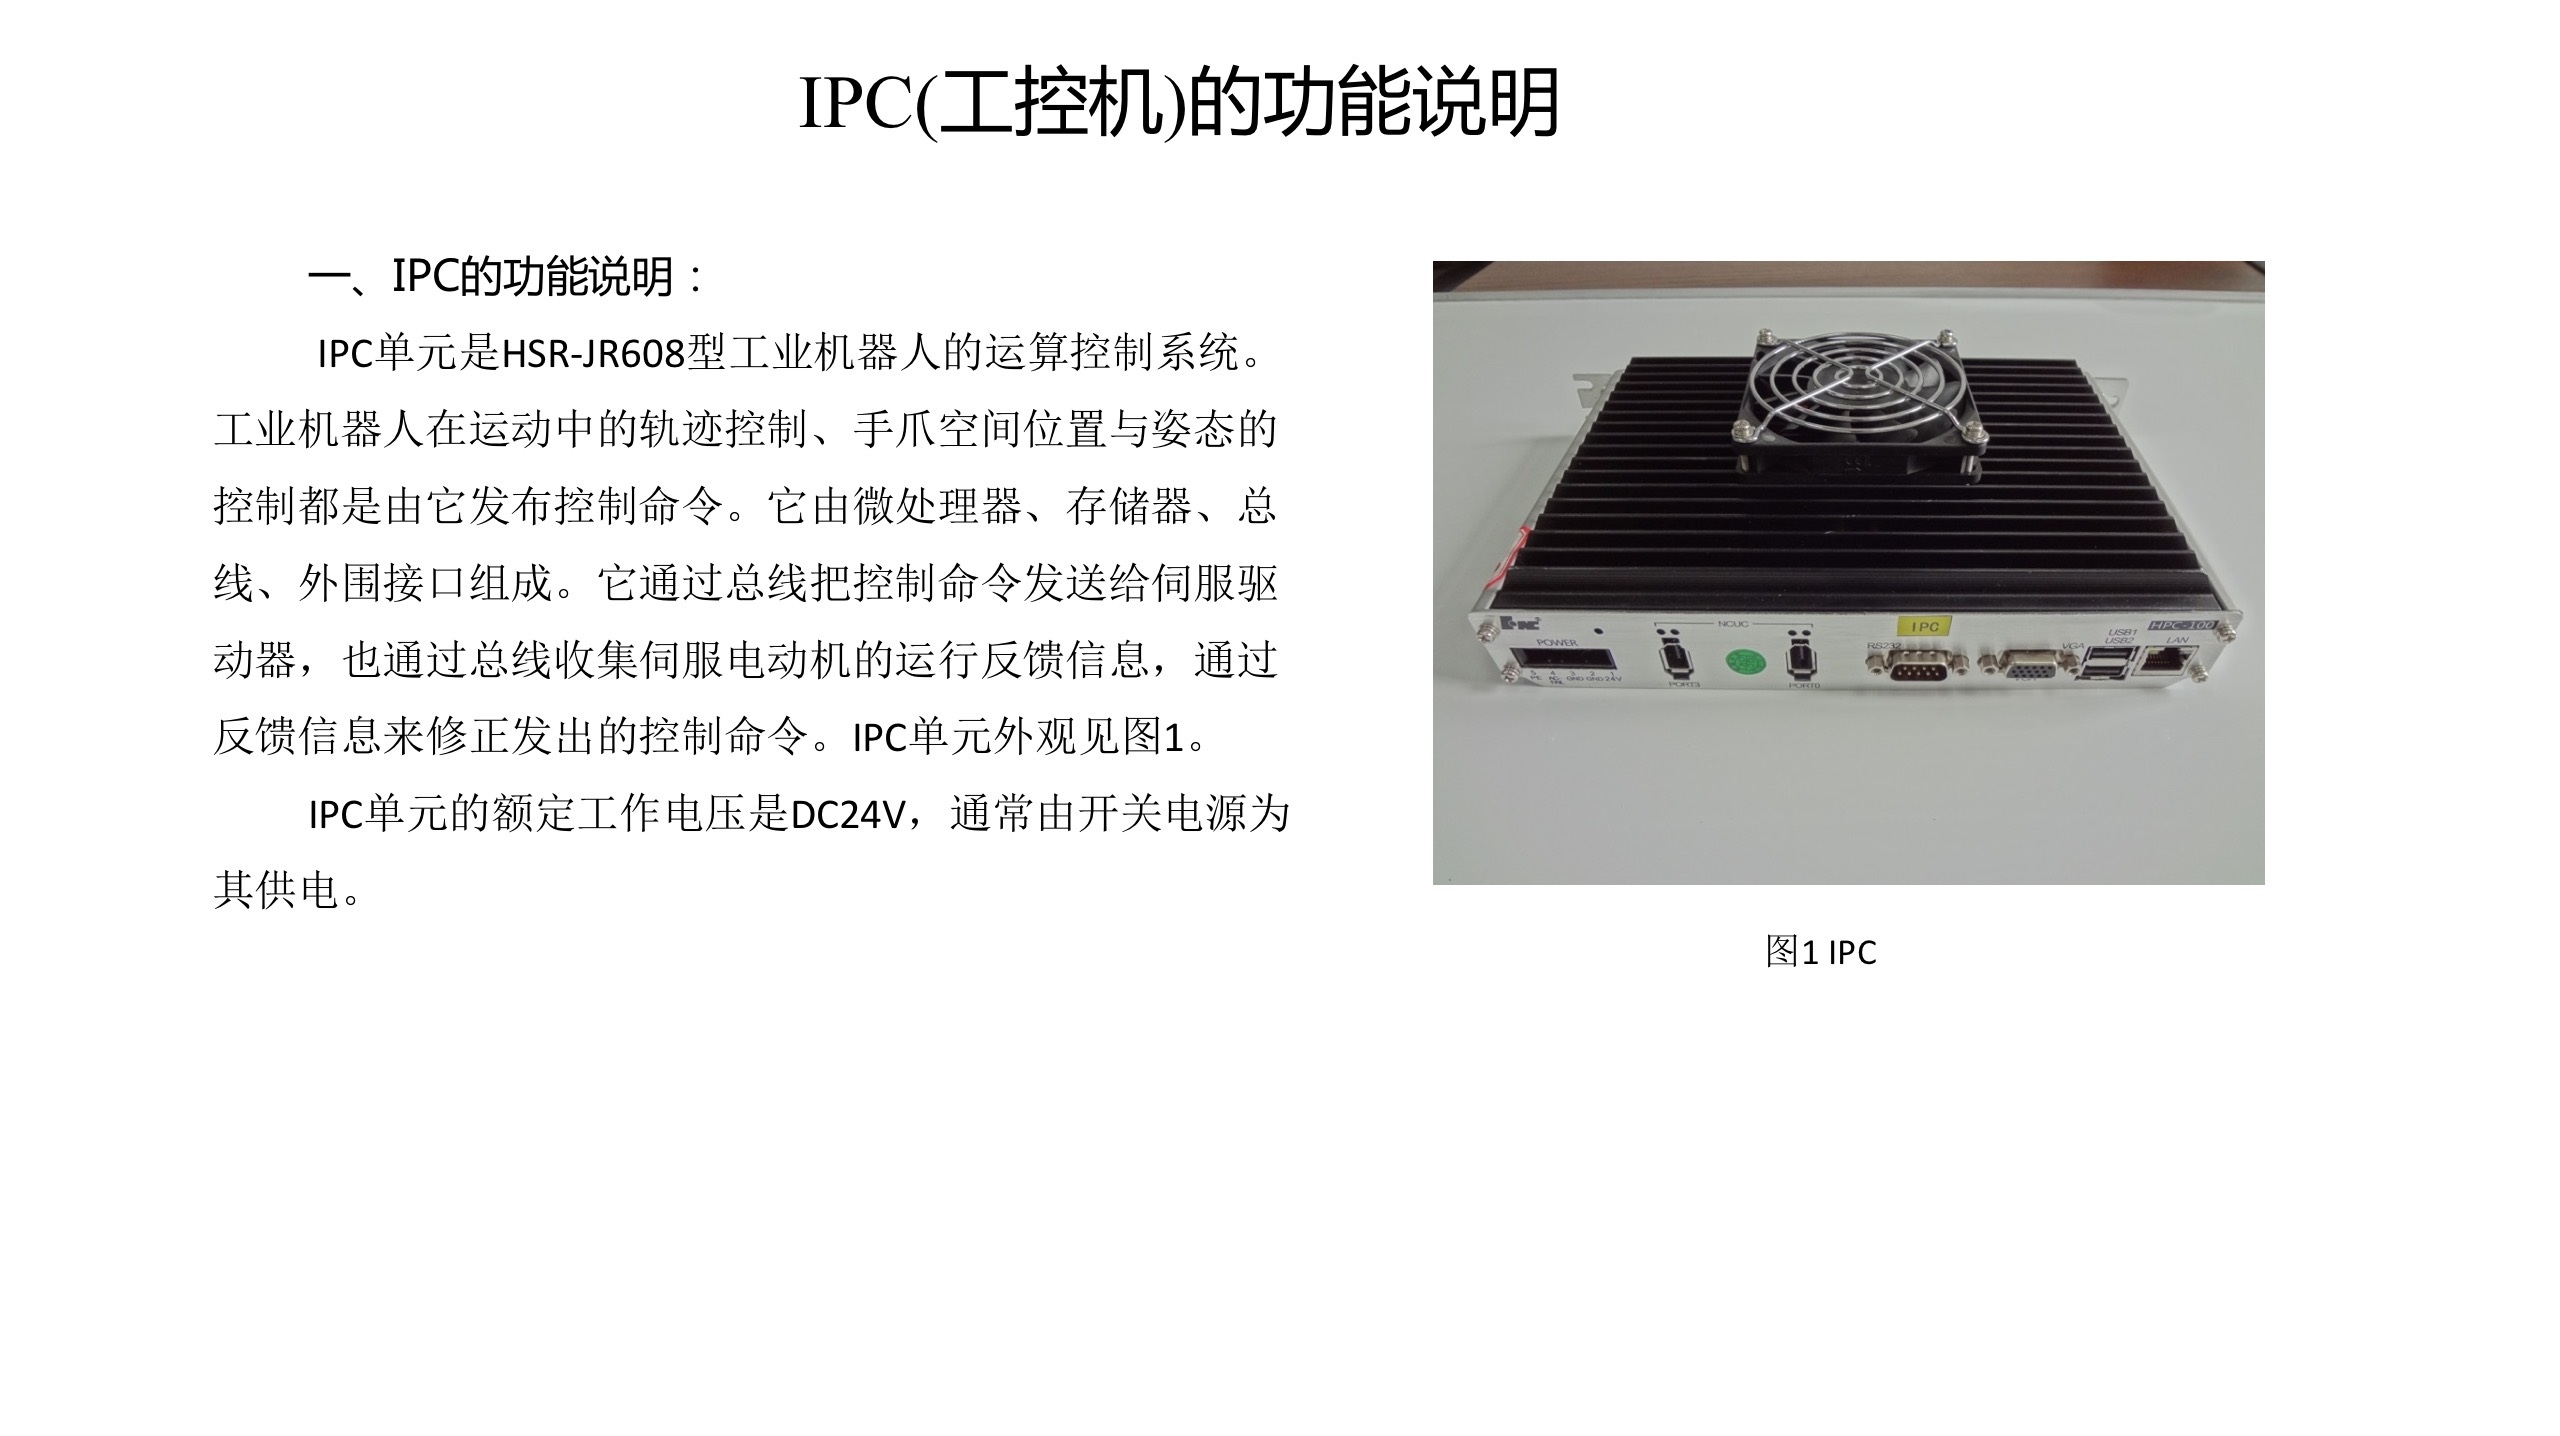 IPC(工控机)的功能说明
一、IPC的功能说明：
IPC单元是HSR-JR608型工业机器人的运算控制系统。
工业机器人在运动中的轨迹控制、手爪空间位置与姿态的
控制都是由它发布控制命令。它由微处理器、存储器、总
线、外围接口组成。它通过总线把控制命令发送给伺服驱
动器，也通过总线收集伺服电动机的运行反馈信息，通过
反馈信息来修正发出的控制命令。IPC单元外观见图1。
IPC单元的额定工作电压是DC24V，通常由开关电源为
其供电。
NCUC
IPC
HPC-100
POWER
RS232
VGA
USB1
USB2
LAN
5 4 3 2 1
PE GND GND 24V
PORT3
PORT0
图1 IPC